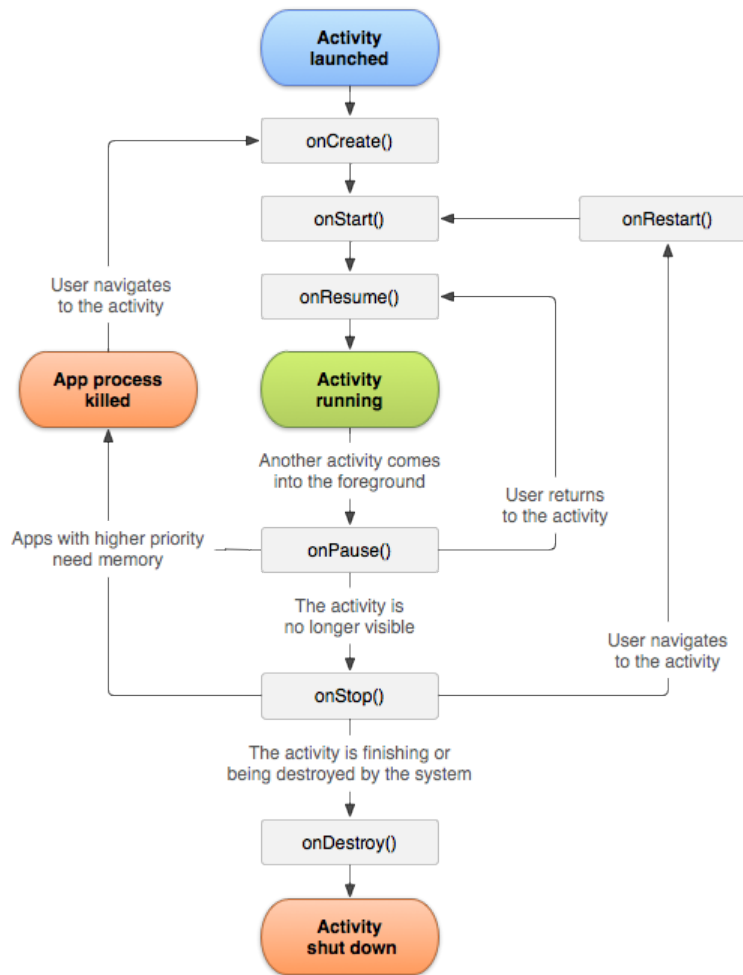 Activity
launched
onCreate()
onStart()
onRestart()
User navigates
to the activity
onResume()
App process
killed
Activity
running
Another activity comes
into the foreground
User returns
to the activity
Apps with higher priority
need memory
onPause()
The activity is
no longer visible
User navigates
to the activity
onStop()
The activity is finishing or
being destroyed by the system
onDestroy()
Activity
shut down